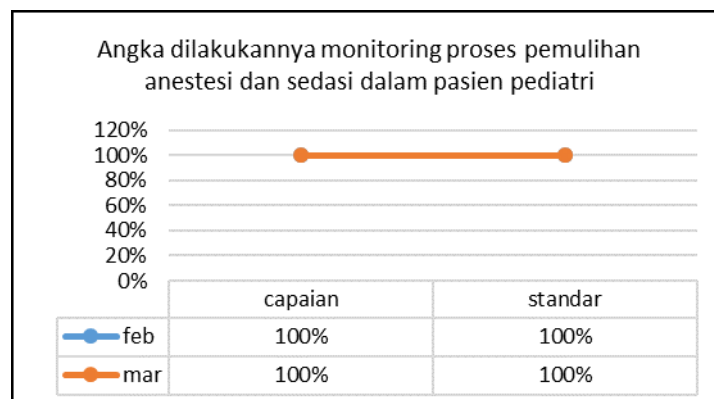 Angka dilakukannya monitoring proses pemulihan
anestesi dan sedasi dalam pasien pediatri
120%
100%
80%
60%
40%
20%
0%
capaian standar
feb 100% 100%
mar 100% 100%